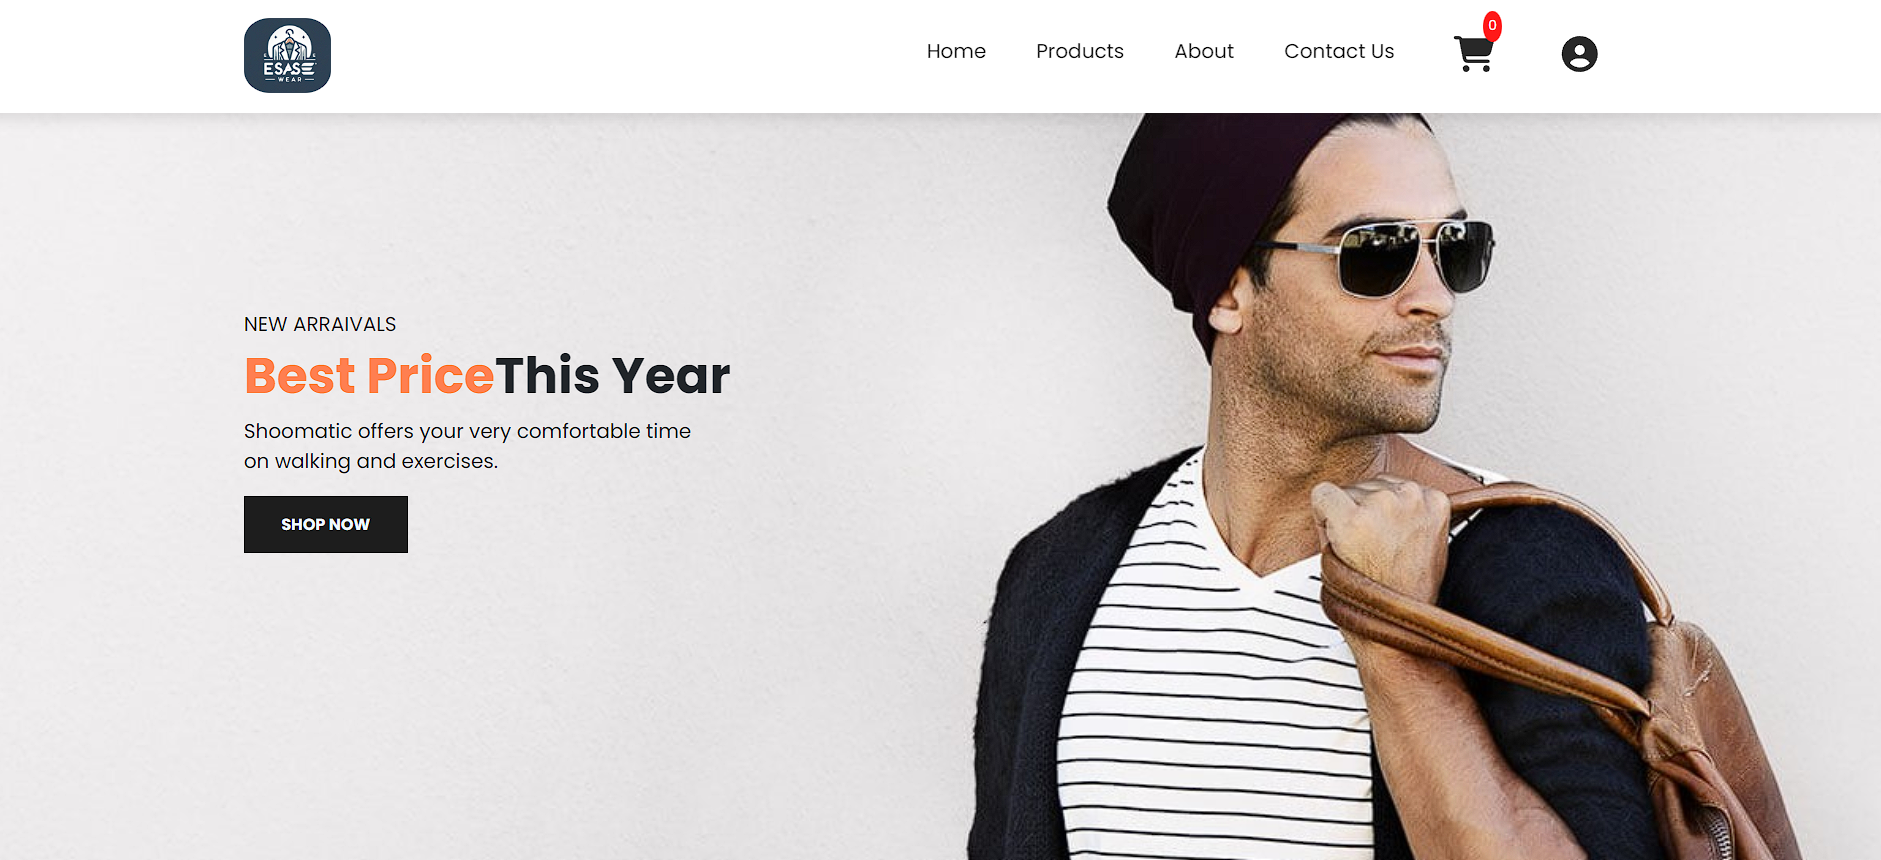 ESASE
WEAR
Home
Products
About
Contact Us
0
NEW ARRAIVALS
Best PriceThis Year
Shoomatic offers your very comfortable time
on walking and exercises.
SHOP NOW